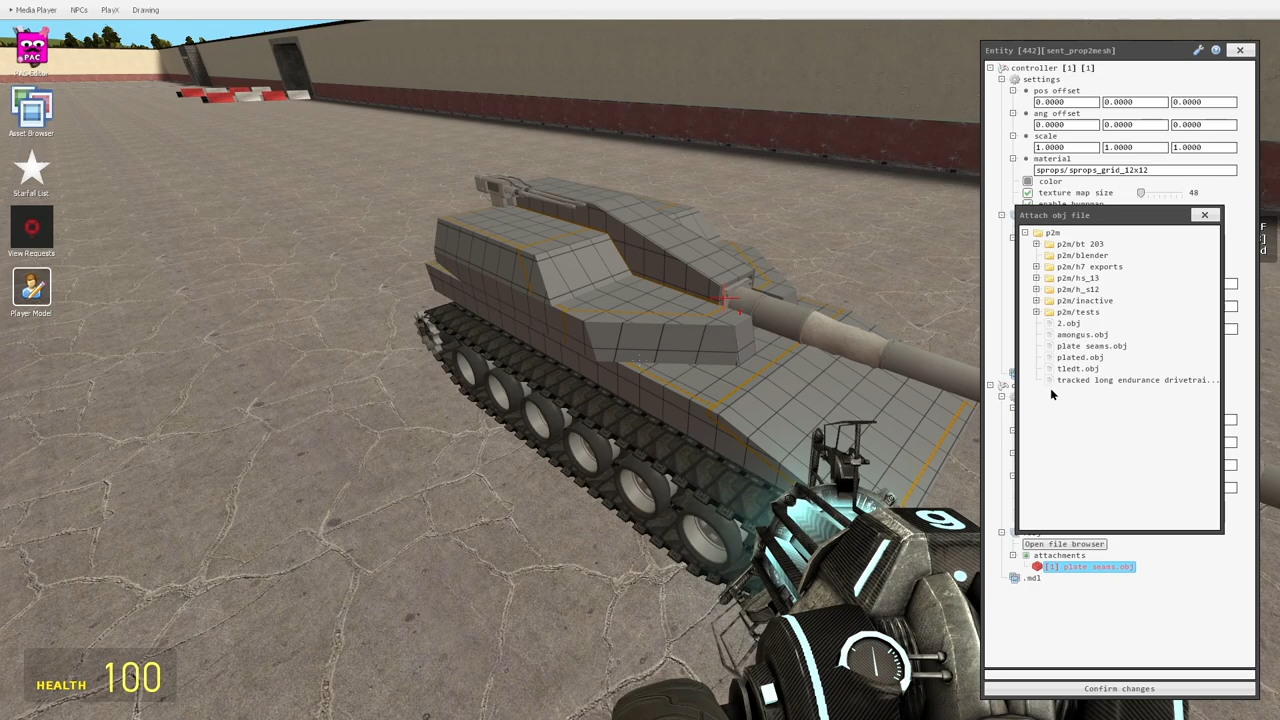 Media Player
NPCs
PlayX
Drawing
PAC
PAC Editor
Asset Browser
Starfall List
View Requests
Player Model
Entity [442][sent_prop2mesh]
controller [1] [1]
settings
pos offset
0.0000 0.0000 0.0000
ang offset
0.0000 0.0000 0.0000
scale
1.0000 1.0000 1.0000
material
sprops/sprops_grid_12x12
color
texture map size 48
enable bumpmap
Attach obj file
p2m
p2m/bt 203
p2m/blender
p2m/h7 exports
p2m/hs_13
p2m/h_s12
p2m/inactive
p2m/tests
2.obj
amongus.obj
plate seams.obj
plated.obj
tledt.obj
tracked long endurance drivetrai...
Open file browser
attachments
[1] plate seams.obj
.mdl
Confirm changes
HEALTH 100